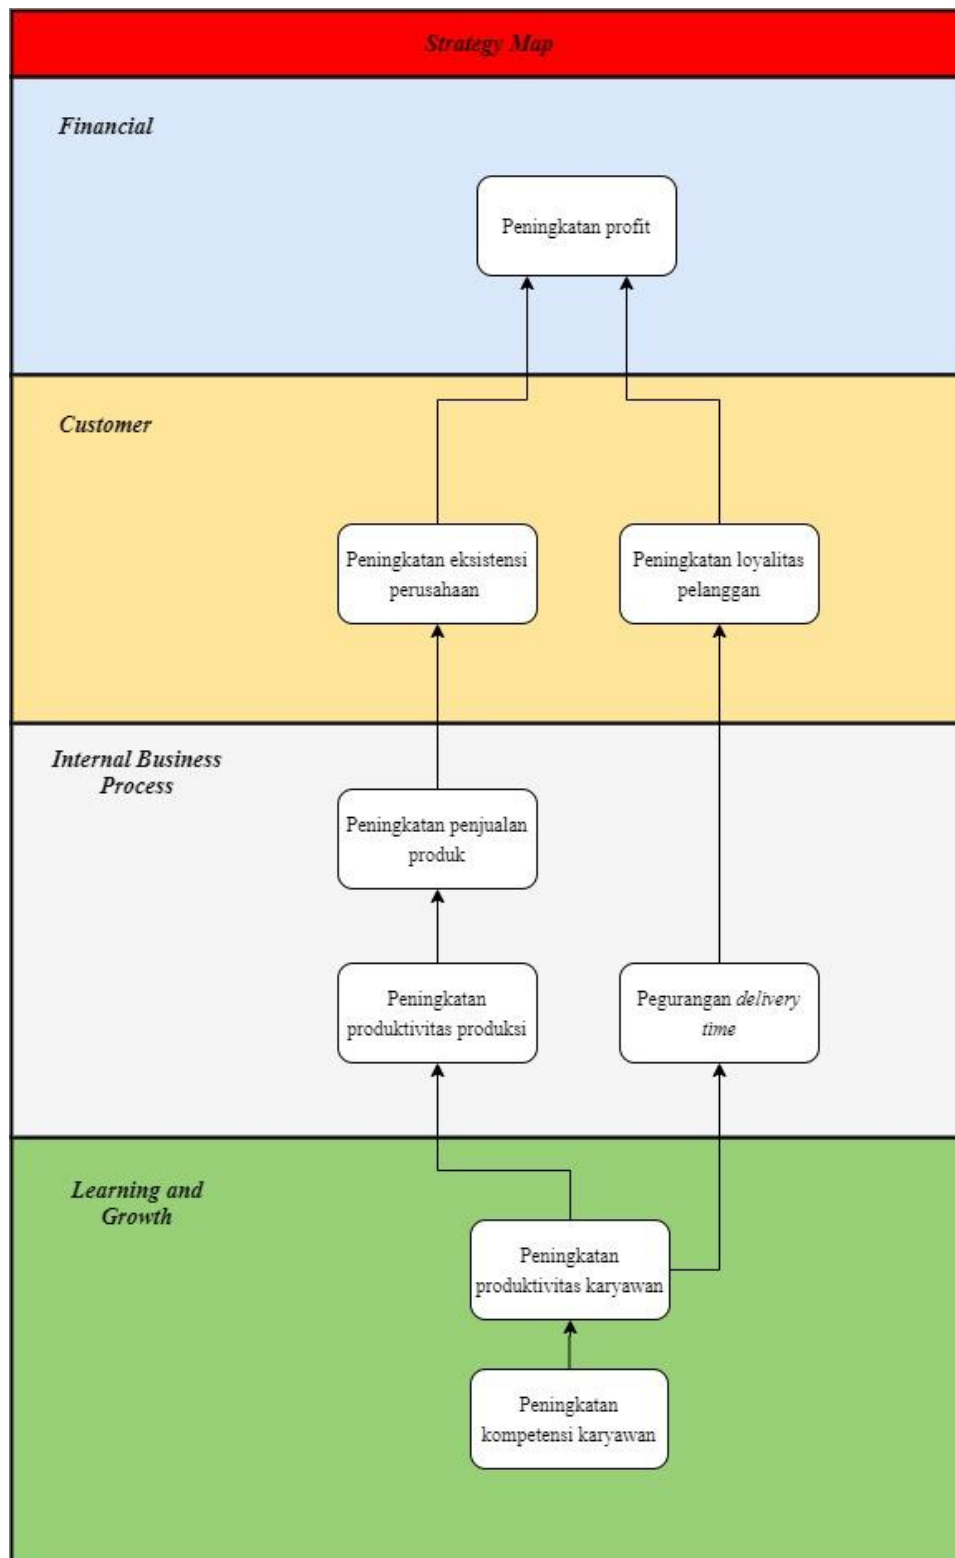 Strategy Map
Financial
Peningkatan profit
Customer
Peningkatan eksistensi
perusahaan
Peningkatan loyalitas
pelanggan
Internal Business
Process
Peningkatan penjualan
produk
Peningkatan
produktivitas produksi
Pegurangan delivery
time
Learning and
Growth
Peningkatan
produktivitas karyawan
Peningkatan
kompetensi karyawan